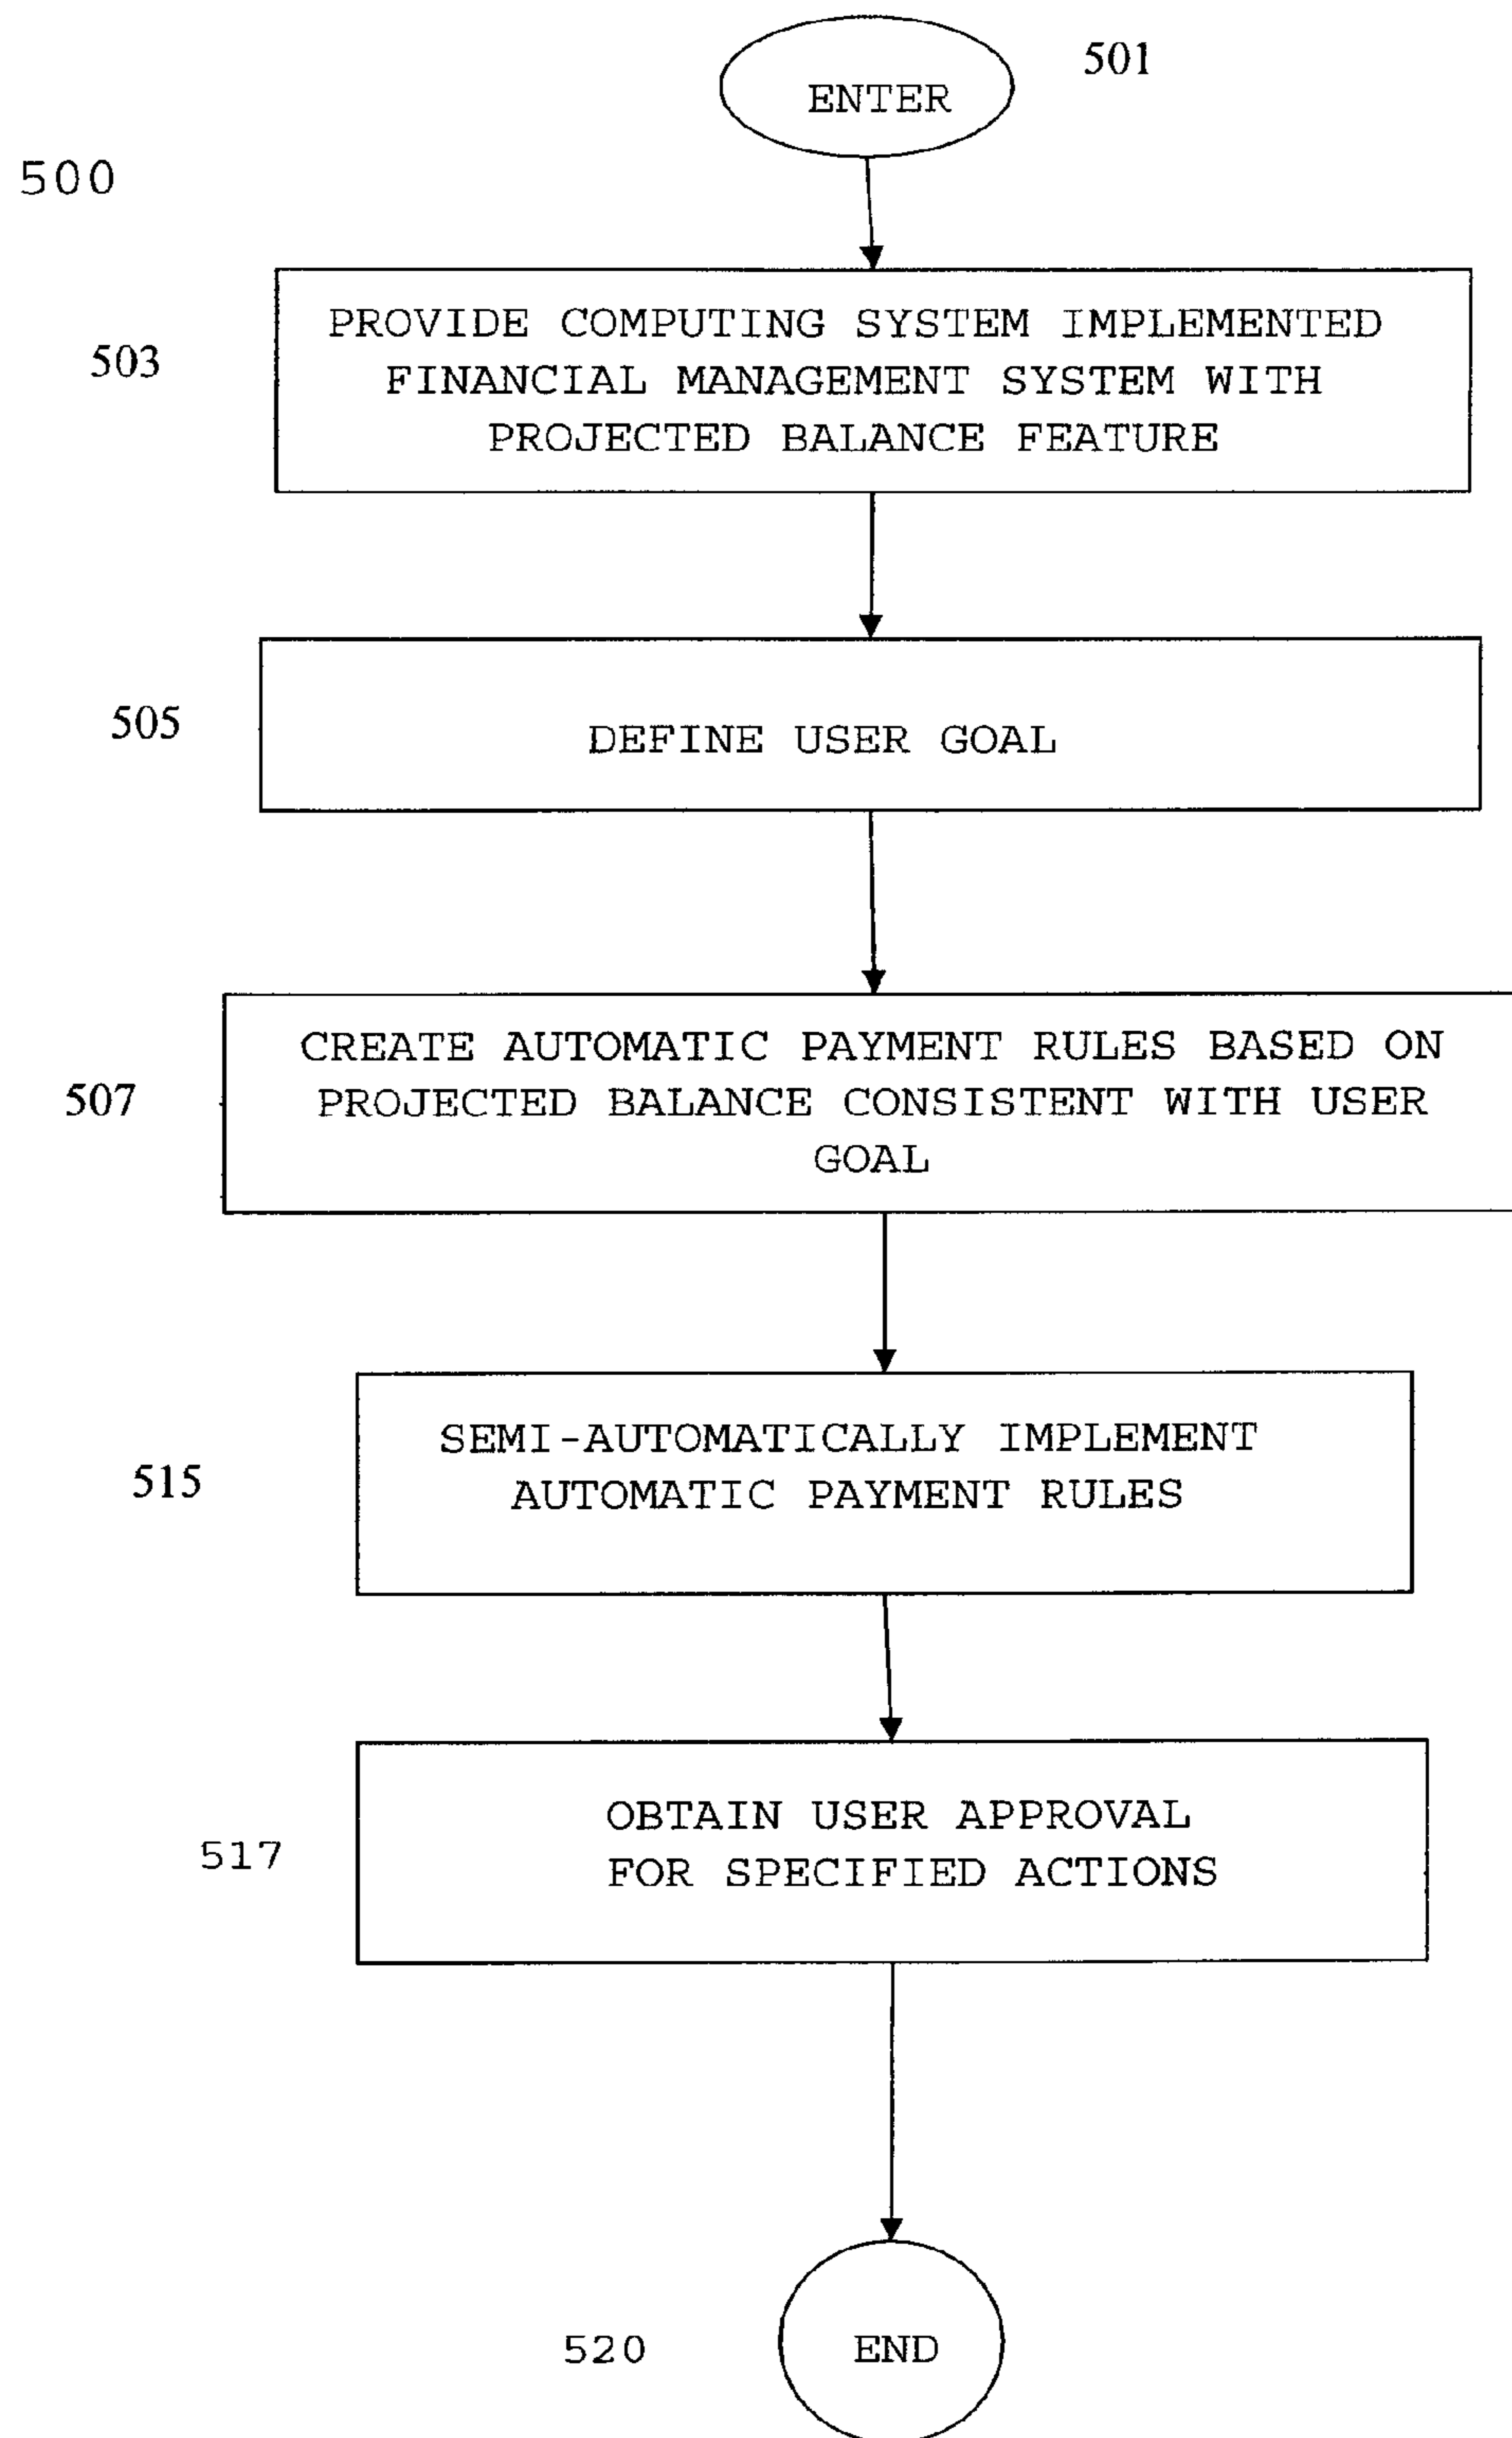 501
ENTER
500
PROVIDE COMPUTING SYSTEM IMPLEMENTED
FINANCIAL MANAGEMENT SYSTEM WITH
PROJECTED BALANCE FEATURE
503
505
DEFINE USER GOAL
CREATE AUTOMATIC PAYMENT RULES BASED ON
PROJECTED BALANCE CONSISTENT WITH USER
GOAL
507
SEMI-AUTOMATICALLY IMPLEMENT
AUTOMATIC PAYMENT RULES
515
OBTAIN USER APPROVAL
FOR SPECIFIED ACTIONS
517
520
END